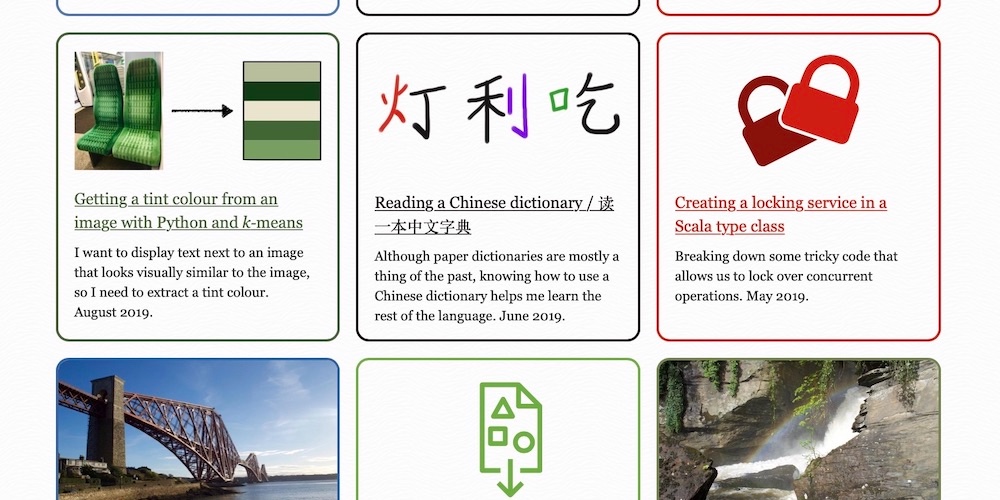 灯 利 吃
Getting a tint colour from an
image with Python and k-means
I want to display text next to an image
that looks visually similar to the image,
so I need to extract a tint colour.
August 2019.
Reading a Chinese dictionary / 读
一本中文字典
Although paper dictionaries are mostly a
thing of the past, knowing how to use a
Chinese dictionary helps me learn the
rest of the language. June 2019.
Creating a locking service in a
Scala type class
Breaking down some tricky code that
allows us to lock over concurrent
operations. May 2019.